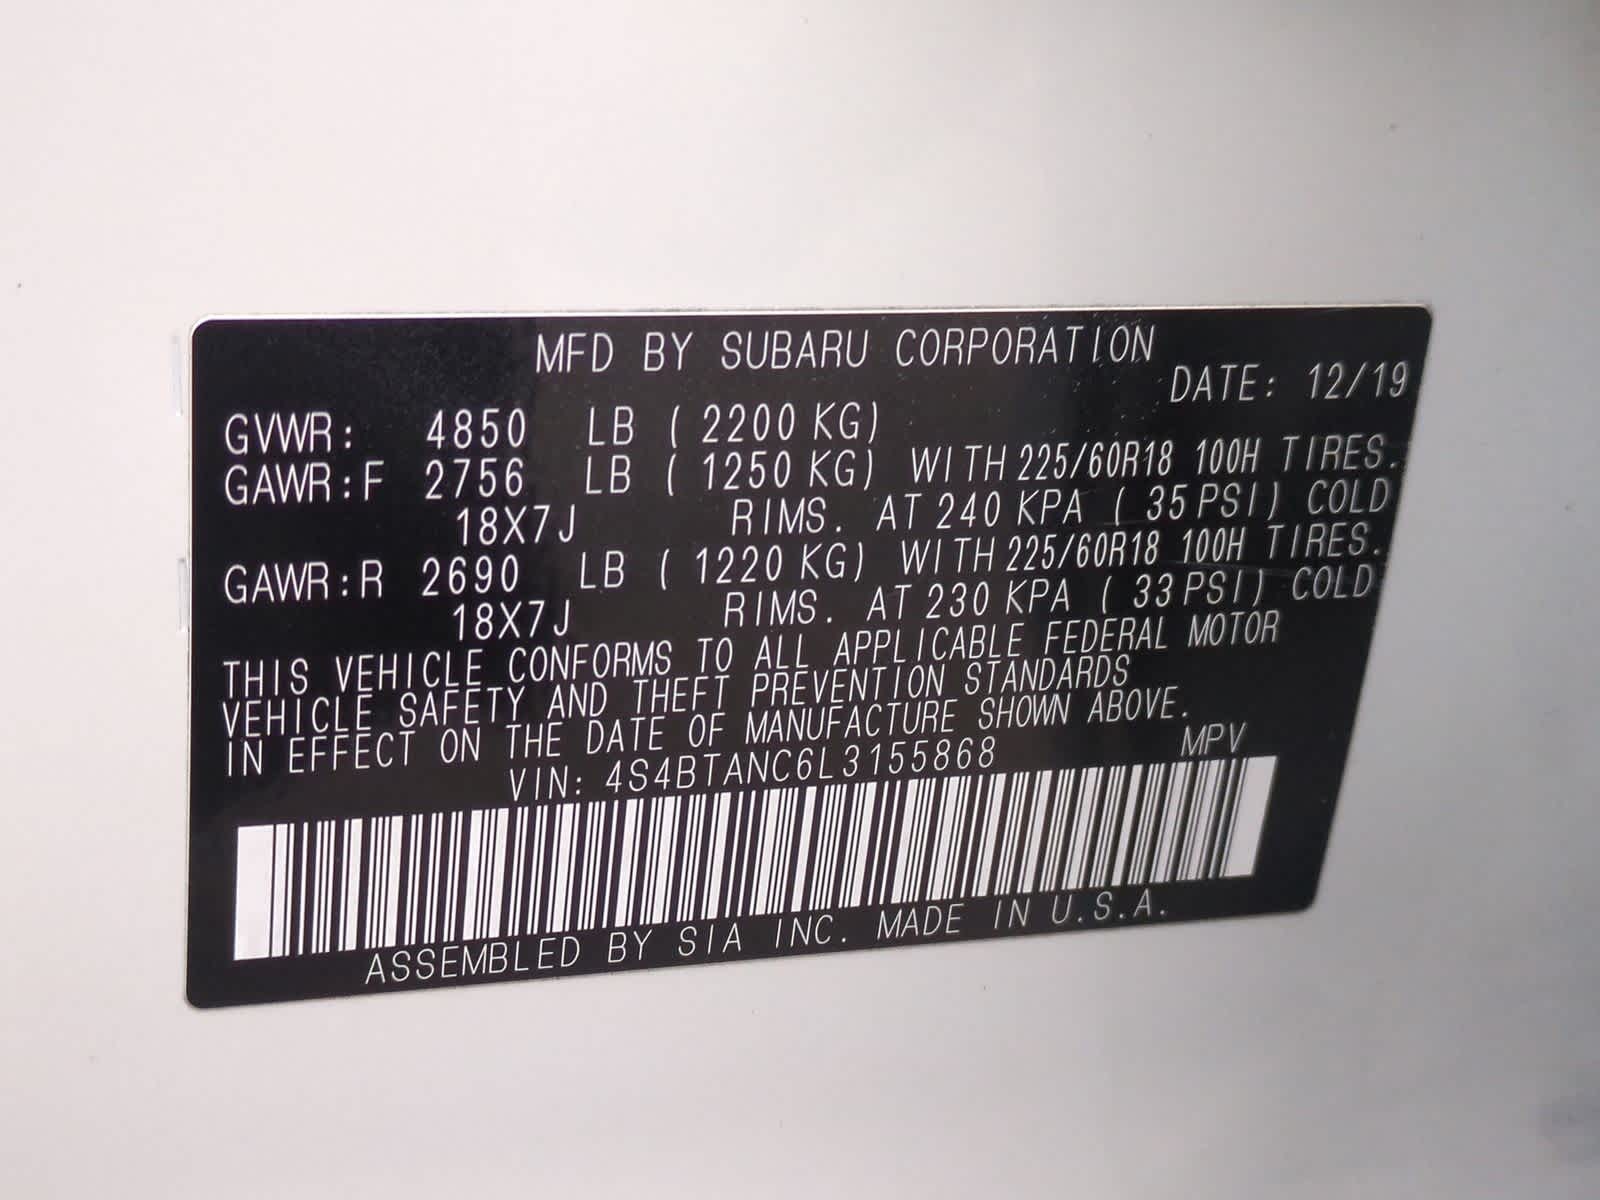 MFD BY SUBARU CORPORATION
DATE: 12/19
GVWR: 4850 LB ( 2200 KG)
GAWR:F 2756 LB ( 1250 KG) WITH 225/60R18 100H TIRES.
18X7J RIMS. AT 240 KPA ( 35 PSI) COLD
GAWR:R 2690 LB ( 1220 KG) WITH 225/60R18 100H TIRES.
18X7J RIMS. AT 230 KPA ( 33 PSI) COLD
THIS VEHICLE CONFORMS TO ALL APPLICABLE FEDERAL MOTOR
VEHICLE SAFETY AND THEFT PREVENTION STANDARDS
IN EFFECT ON THE DATE OF MANUFACTURE SHOWN ABOVE.
VIN: 4S4BTANC6L3155868 MPV
ASSEMBLED BY SIA INC. MADE IN U.S.A.